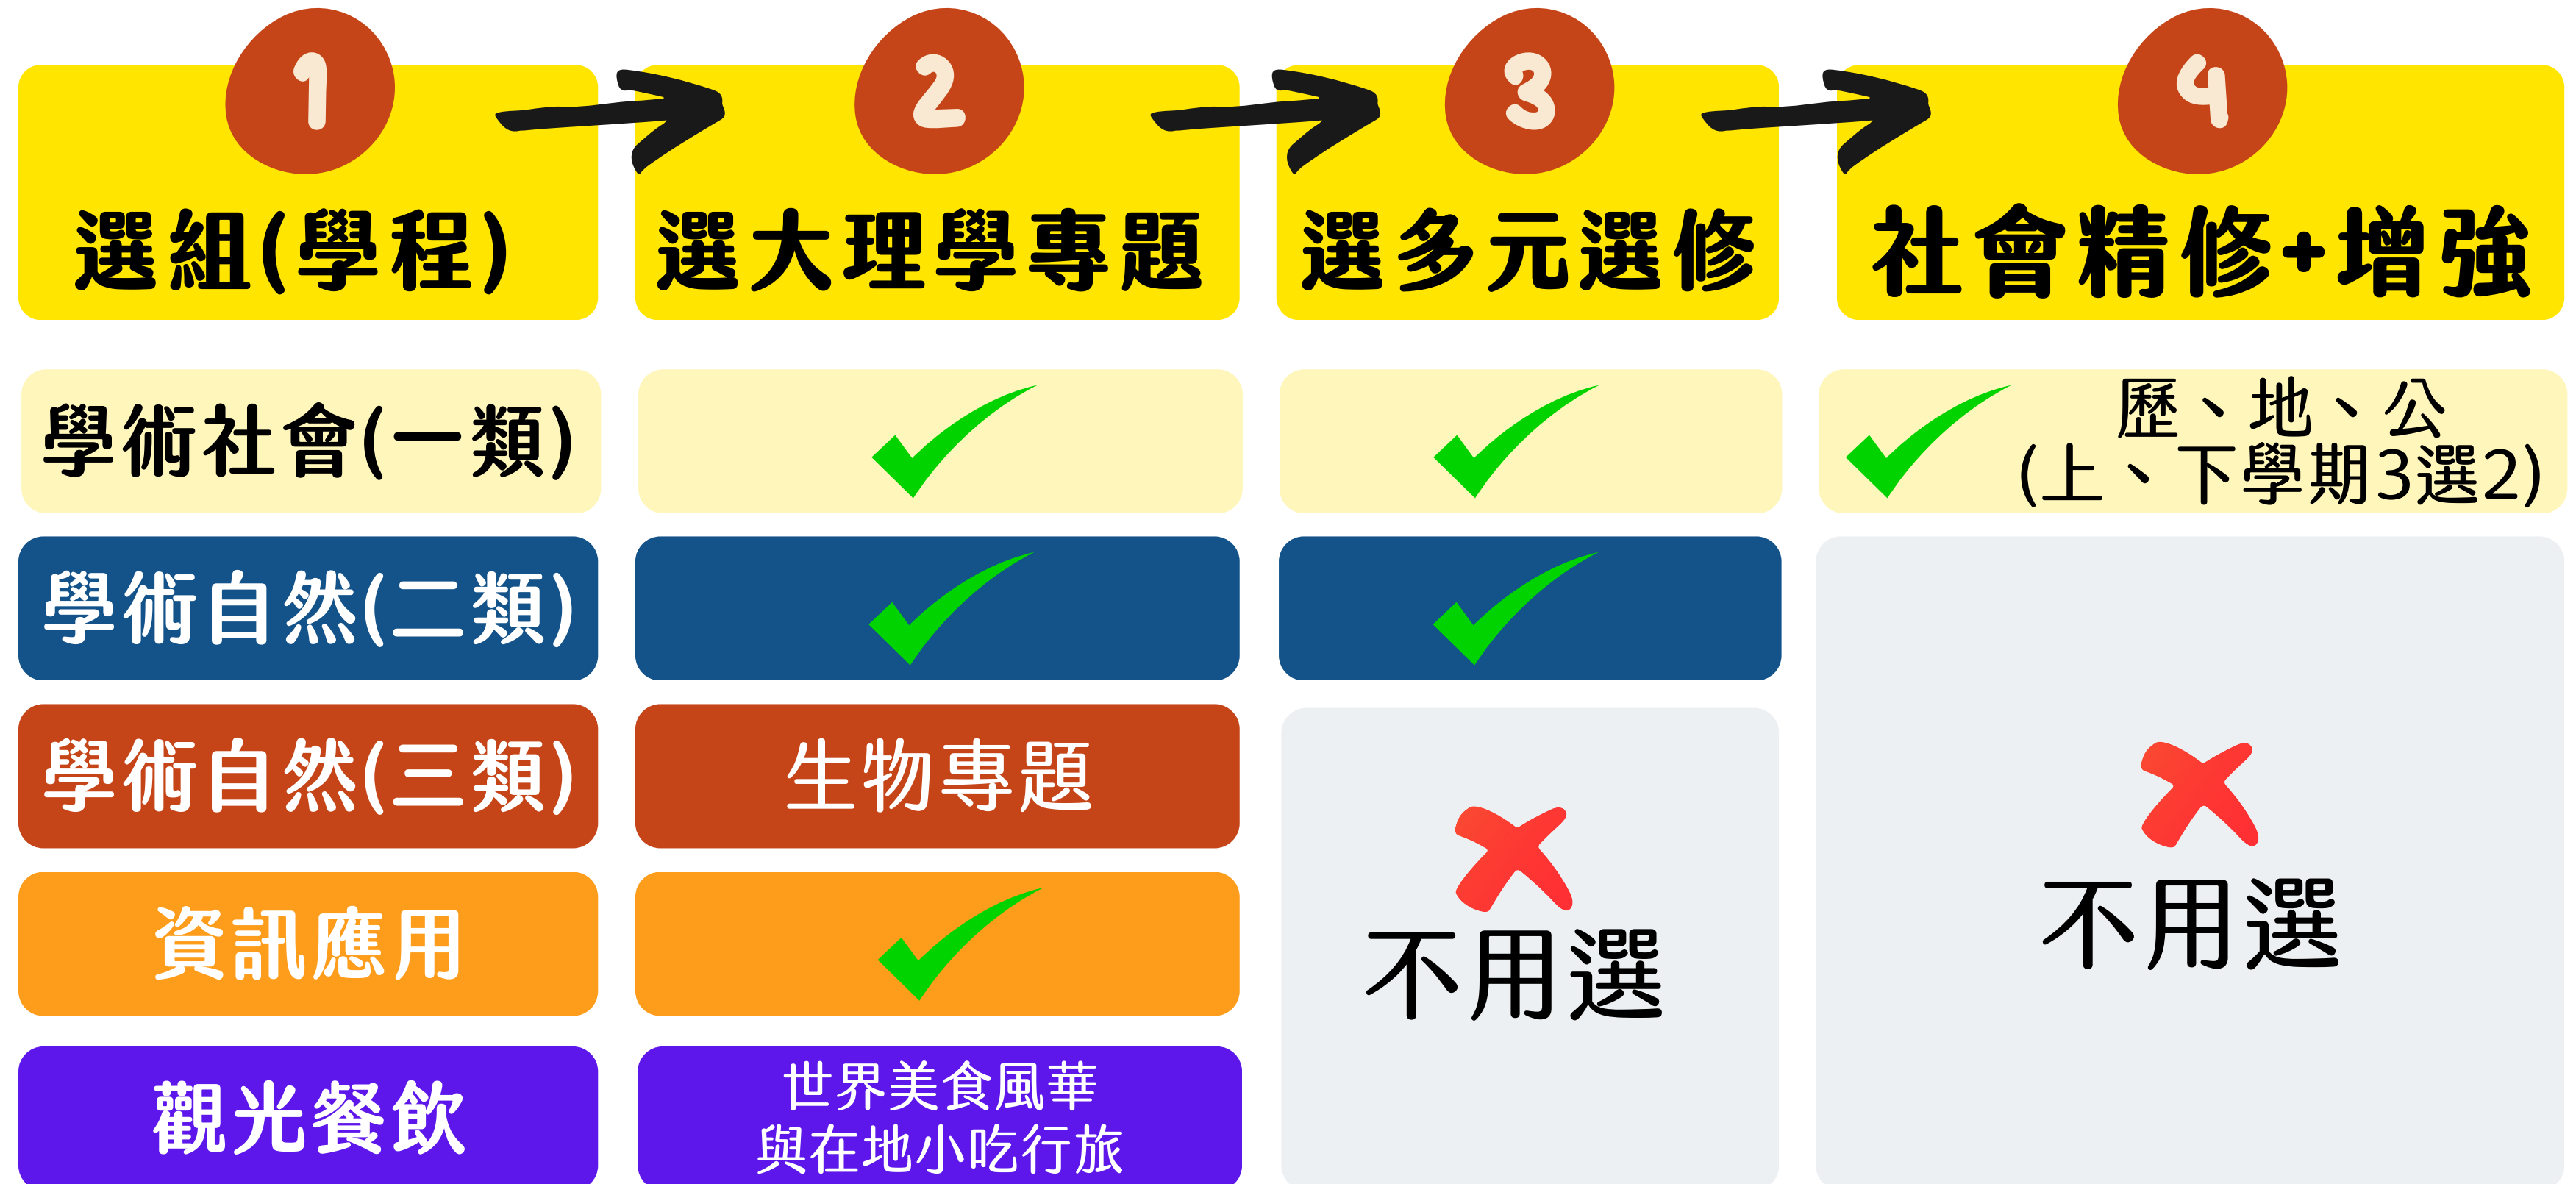 1
2
3
4
選組(學程)
選大理學專題
選多元選修
社會精修+增強
學術社會(一類)
歷、地、公
(上、下學期3選2)
學術自然(二類)
學術自然(三類)
生物專題
不用選
不用選
資訊應用
觀光餐飲
世界美食風華
與在地小吃行旅